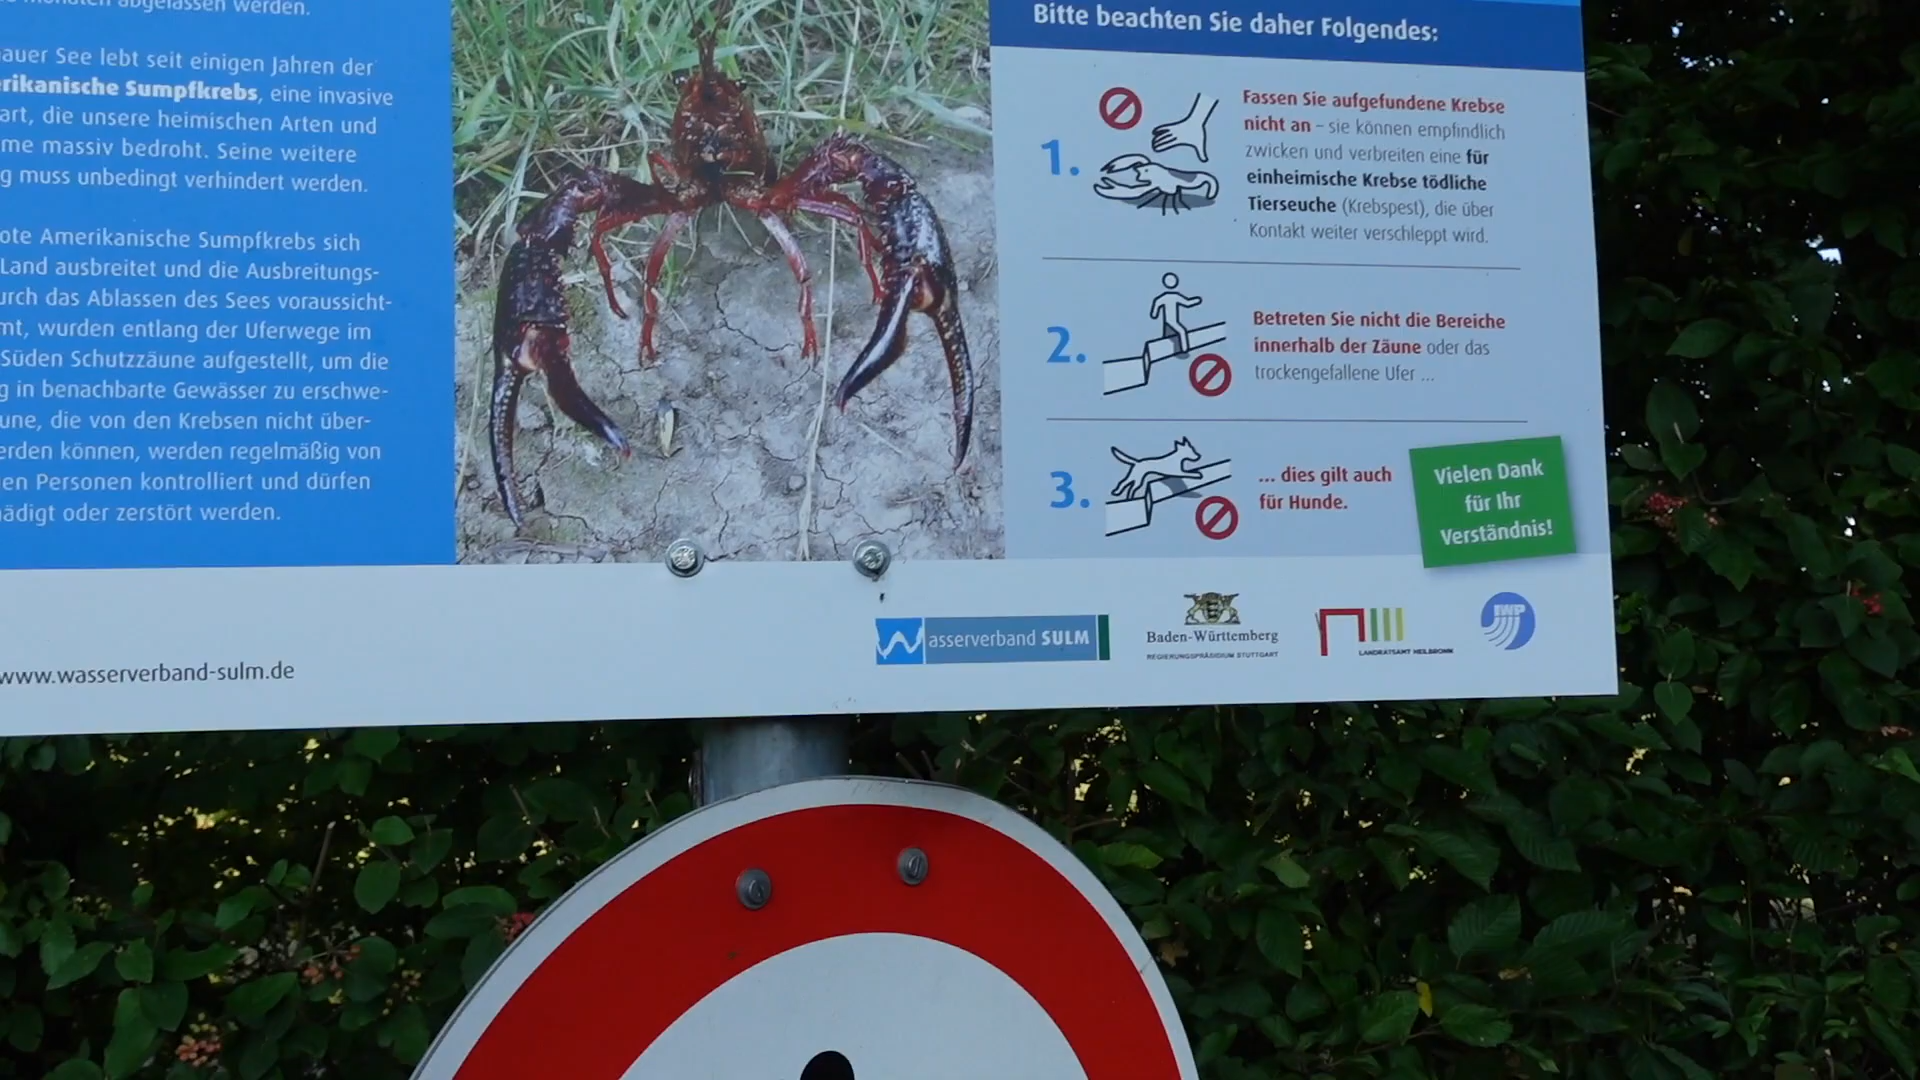 abgelassen werden.
auer See lebt seit einigen Jahren der
erikanische Sumpfkrebs, eine invasive
art, die unsere heimischen Arten und
me massiv bedroht. Seine weitere
g muss unbedingt verhindert werden.
ote Amerikanische Sumpfkrebs sich
Land ausbreitet und die Ausbreitungs-
urch das Ablassen des Sees voraussicht-
mt, wurden entlang der Uferwege im
Süden Schutzzäune aufgestellt, um die
g in benachbarte Gewässer zu erschwe-
une, die von den Krebsen nicht über-
erden können, werden regelmäßig von
en Personen kontrolliert und dürfen
ädigt oder zerstört werden.
Bitte beachten Sie daher Folgendes:
1.
Fassen Sie aufgefundene Krebse
nicht an – sie können empfindlich
zwicken und verbreiten eine für
einheimische Krebse tödliche
Tierseuche (Krebspest), die über
Kontakt weiter verschleppt wird.
2.
Betreten Sie nicht die Bereiche
innerhalb der Zäune oder das
trockengefallene Ufer ...
3.
... dies gilt auch
für Hunde.
Vielen Dank
für Ihr
Verständnis!
www.wasserverband-sulm.de
Wasserverband SULM
Baden-Württemberg
REGIERUNGSPRÄSIDIUM STUTTGART
LANDRATSAMT HEILBRONN
IWP